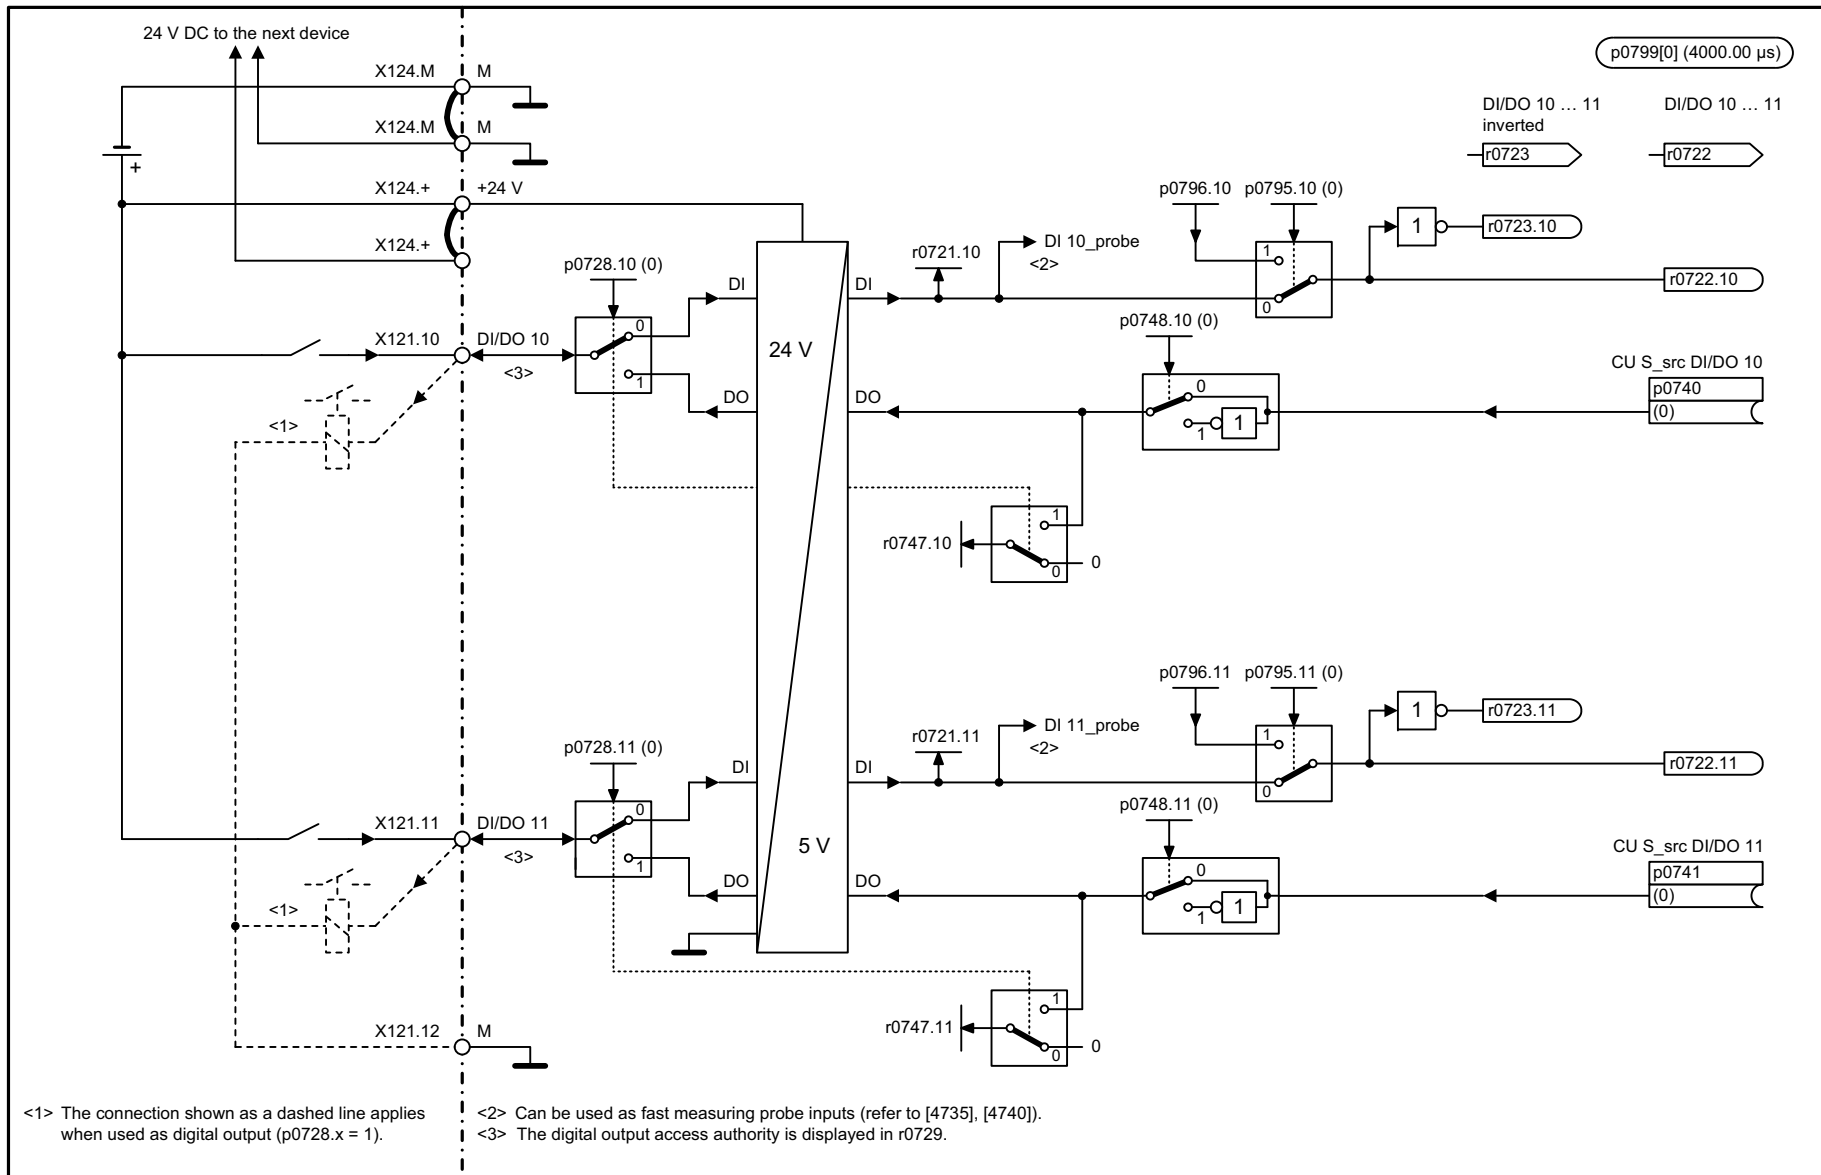 24 V DC to the next device
p0799[0] (4000.00 µs)
X124.M M
DI/DO 10 … 11
inverted
DI/DO 10 … 11
X124.M M
r0723
r0722
+
X124.+ +24 V
p0796.10 p0795.10 (0)
X124.+
r0721.10
DI 10_probe
<2>
1
r0723.10
p0728.10 (0)
1
DI
DI
r0722.10
0
p0748.10 (0)
X121.10 DI/DO 10
<3>
0
1
24 V
CU S_src DI/DO 10
p0740
(0)
0
1
1
DO
DO
<1>
r0747.10
1
0
0
p0796.11 p0795.11 (0)
r0721.11
DI 11_probe
<2>
1
r0723.11
p0728.11 (0)
1
DI
DI
r0722.11
0
p0748.11 (0)
X121.11 DI/DO 11
<3>
0
1
5 V
CU S_src DI/DO 11
p0741
(0)
0
1
1
DO
DO
<1>
r0747.11
1
0
0
X121.12 M
<1> The connection shown as a dashed line applies
when used as digital output (p0728.x = 1).
<2> Can be used as fast measuring probe inputs (refer to [4735], [4740]).
<3> The digital output access authority is displayed in r0729.